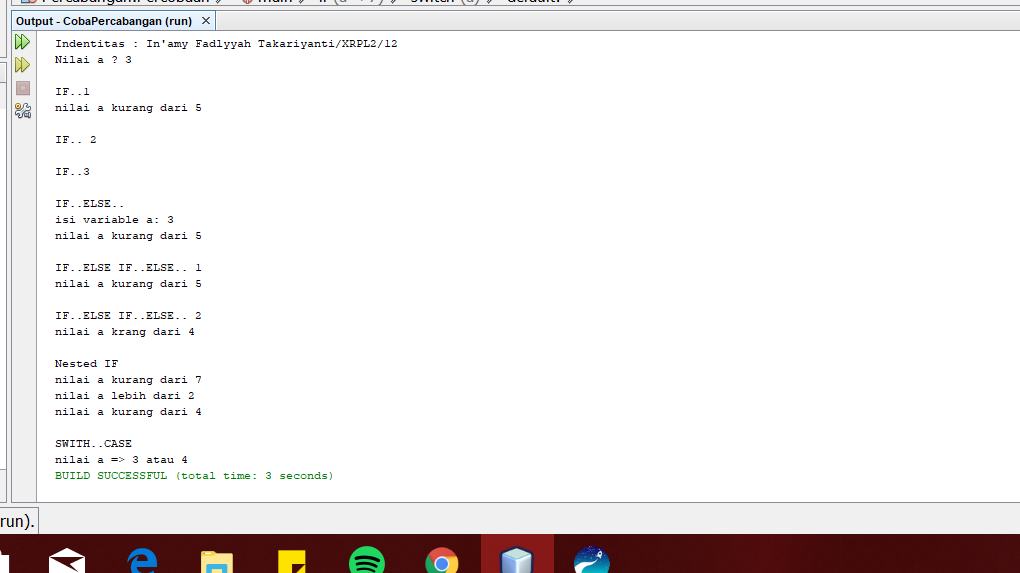 Output - CobaPercabangan (run)
Indentitas : In'amy Fadlyyah Takariyanti/XRPL2/12
Nilai a ? 3
IF..1
nilai a kurang dari 5
IF.. 2
IF..3
IF..ELSE..
isi variable a: 3
nilai a kurang dari 5
IF..ELSE IF..ELSE.. 1
nilai a kurang dari 5
IF..ELSE IF..ELSE.. 2
nilai a krang dari 4
Nested IF
nilai a kurang dari 7
nilai a lebih dari 2
nilai a kurang dari 4
SWITH..CASE
nilai a => 3 atau 4
BUILD SUCCESSFUL (total time: 3 seconds)
run).